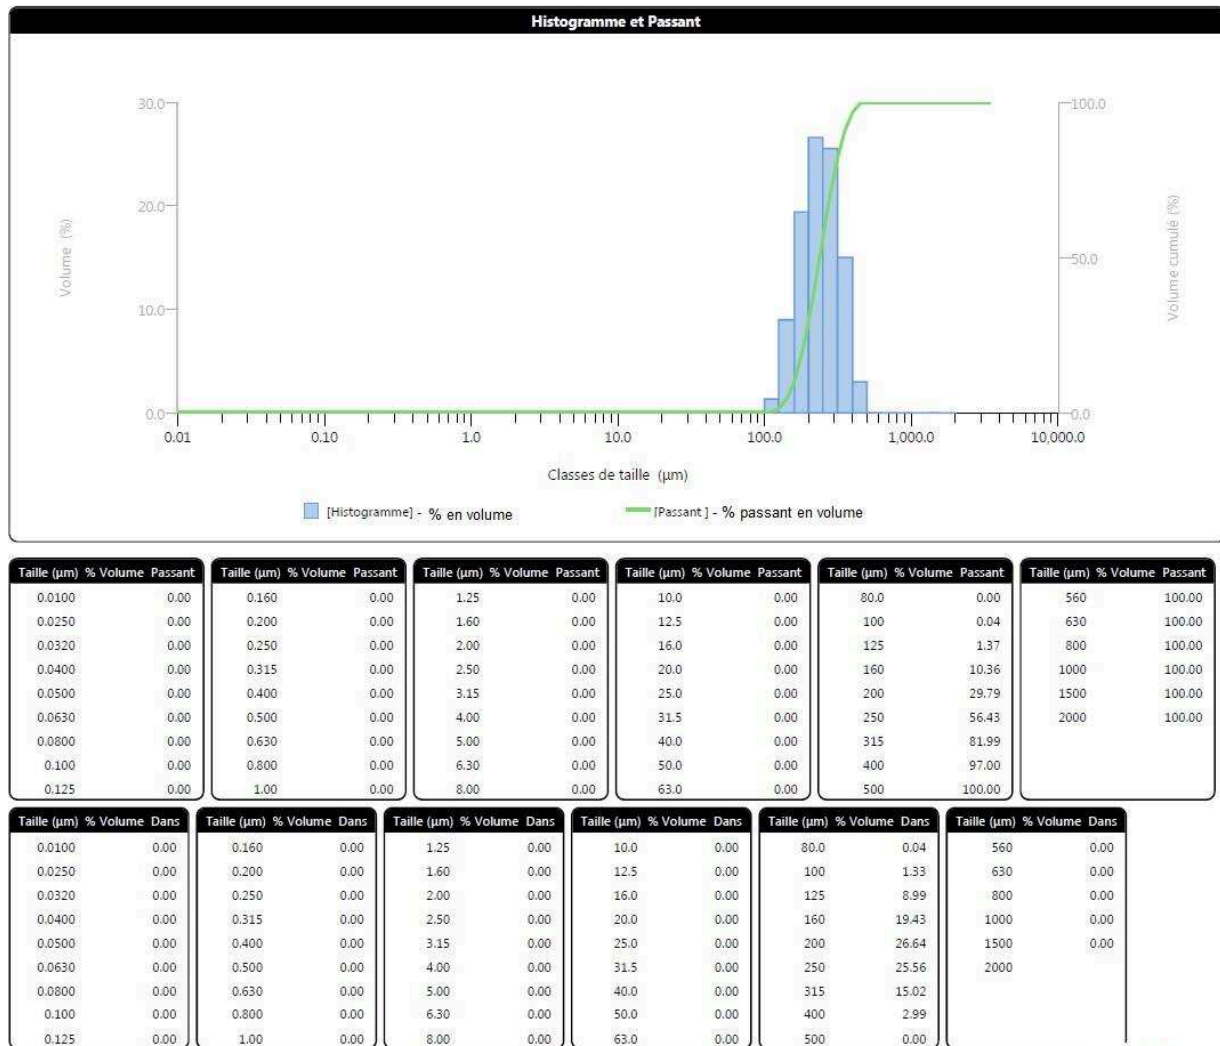 Histogramme et Passant
30.0
100.0
20.0
50.0
10.0
0.0
0.0
Volume (%)
Volume cumulé (%)
0.01 0.10 1.0 10.0 100.0 1,000.0 10,000.0
Classes de taille (µm)
[Histogramme] - % en volume [Passant ] - % passant en volume
Taille (µm) % Volume Passant Taille (µm) % Volume Passant Taille (µm) % Volume Passant Taille (µm) % Volume Passant Taille (µm) % Volume Passant Taille (µm) % Volume Passant
0.0100 0.00 0.160 0.00 1.25 0.00 10.0 0.00 80.0 0.00 560 100.00
0.0250 0.00 0.200 0.00 1.60 0.00 12.5 0.00 100 0.04 630 100.00
0.0320 0.00 0.250 0.00 2.00 0.00 16.0 0.00 125 1.37 800 100.00
0.0400 0.00 0.315 0.00 2.50 0.00 20.0 0.00 160 10.36 1000 100.00
0.0500 0.00 0.400 0.00 3.15 0.00 25.0 0.00 200 29.79 1500 100.00
0.0630 0.00 0.500 0.00 4.00 0.00 31.5 0.00 250 56.43 2000 100.00
0.0800 0.00 0.630 0.00 5.00 0.00 40.0 0.00 315 81.99
0.100 0.00 0.800 0.00 6.30 0.00 50.0 0.00 400 97.00
0.125 0.00 1.00 0.00 8.00 0.00 63.0 0.00 500 100.00
Taille (µm) % Volume Dans Taille (µm) % Volume Dans Taille (µm) % Volume Dans Taille (µm) % Volume Dans Taille (µm) % Volume Dans Taille (µm) % Volume Dans
0.0100 0.00 0.160 0.00 1.25 0.00 10.0 0.00 80.0 0.04 560 0.00
0.0250 0.00 0.200 0.00 1.60 0.00 12.5 0.00 100 1.33 630 0.00
0.0320 0.00 0.250 0.00 2.00 0.00 16.0 0.00 125 8.99 800 0.00
0.0400 0.00 0.315 0.00 2.50 0.00 20.0 0.00 160 19.43 1000 0.00
0.0500 0.00 0.400 0.00 3.15 0.00 25.0 0.00 200 26.64 1500 0.00
0.0630 0.00 0.500 0.00 4.00 0.00 31.5 0.00 250 25.56 2000
0.0800 0.00 0.630 0.00 5.00 0.00 40.0 0.00 315 15.02
0.100 0.00 0.800 0.00 6.30 0.00 50.0 0.00 400 2.99
0.125 0.00 1.00 0.00 8.00 0.00 63.0 0.00 500 0.00